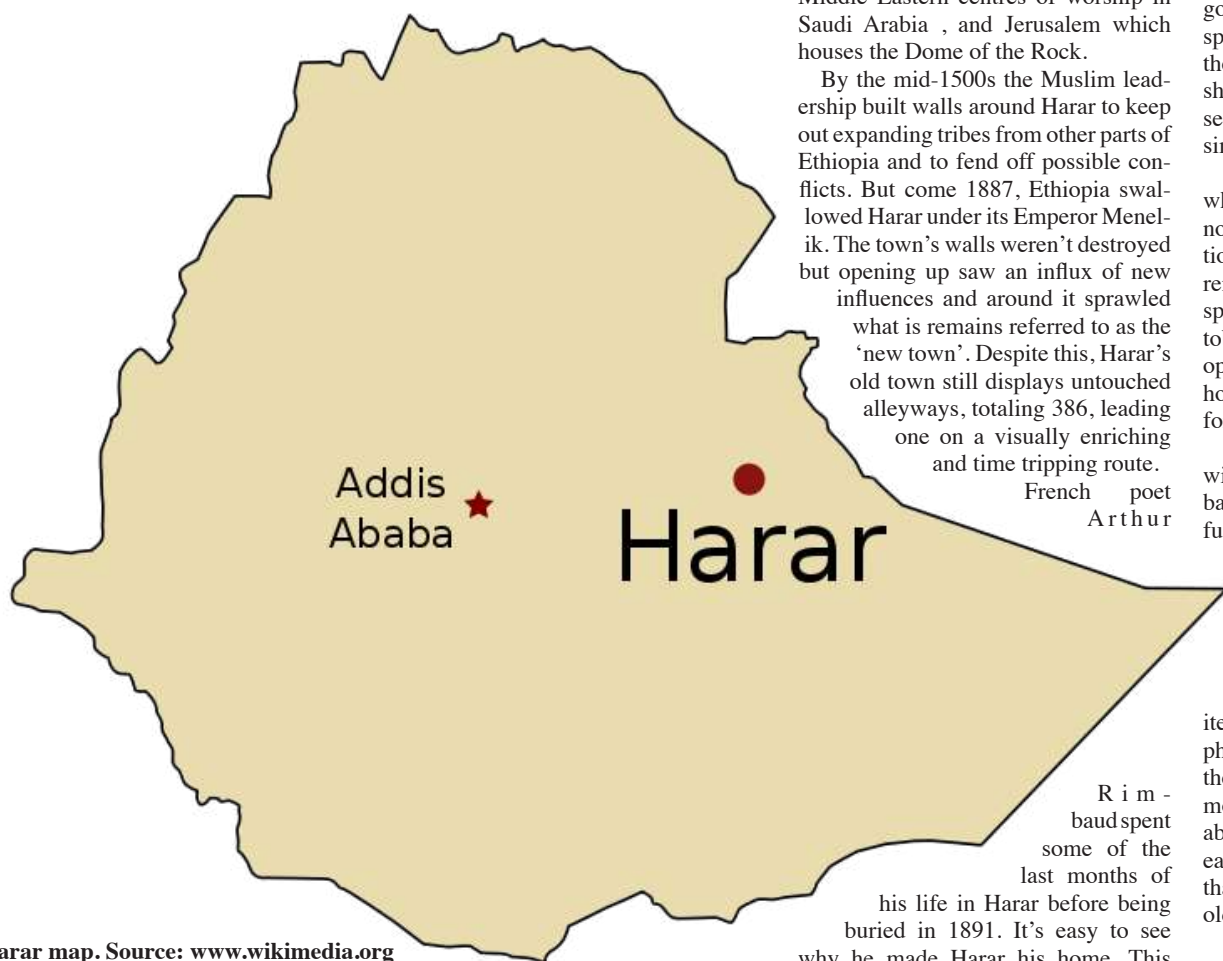 Middle Eastern centres of worship in
Saudi Arabia , and Jerusalem which
houses the Dome of the Rock.
By the mid-1500s the Muslim lead-
ership built walls around Harar to keep
out expanding tribes from other parts of
Ethiopia and to fend off possible con-
flicts. But come 1887, Ethiopia swal-
lowed Harar under its Emperor Menel-
ik. The town’s walls weren’t destroyed
but opening up saw an influx of new
influences and around it sprawled
what is remains referred to as the
‘new town’. Despite this, Harar’s
old town still displays untouched
alleyways, totaling 386, leading
one on a visually enriching
and time tripping route.
French poet
Arthur
Rim-
baud spent
some of the
last months of
his life in Harar before being
buried in 1891. It’s easy to see
why he made Harar his home. This
Addis
Ababa
Harar
arar map. Source: www.wikimedia.org